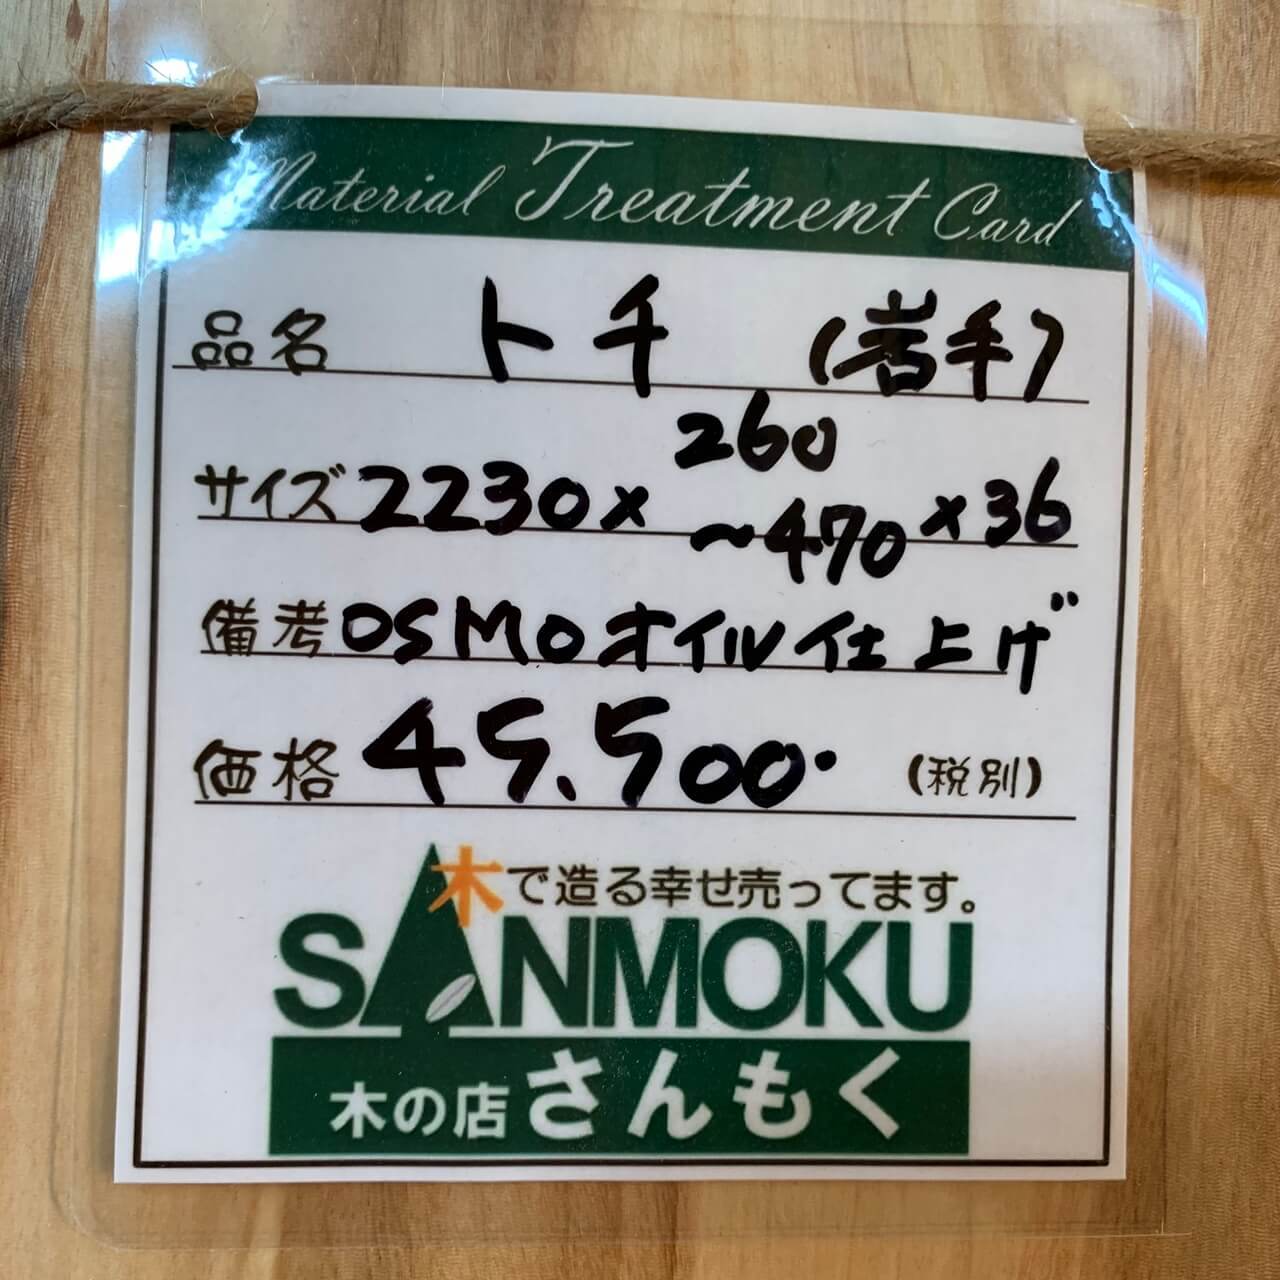 Material Treatment Card
品名 トチ (岩手)
サイズ 2230× 260 ~470 ×36
備考 OSMOオイル仕上げ
価格 45.500. (税別)
木で造る幸せ売ってます。
SANMOKU
木の店 さんもく